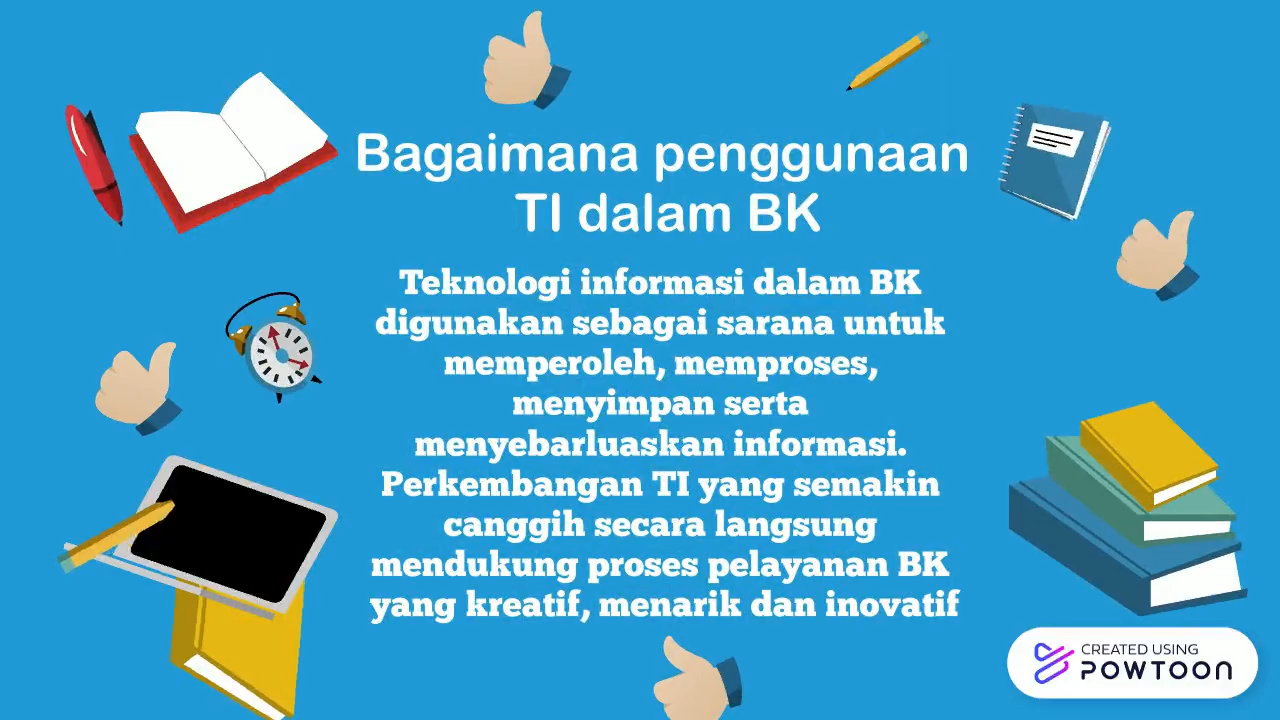 Bagaimana penggunaan
TI dalam BK
Teknologi informasi dalam BK
digunakan sebagai sarana untuk
memperoleh, memproses,
menyimpan serta
menyebarluaskan informasi.
Perkembangan TI yang semakin
canggih secara langsung
mendukung proses pelayanan BK
yang kreatif, menarik dan inovatif
CREATED USING
POWTOON